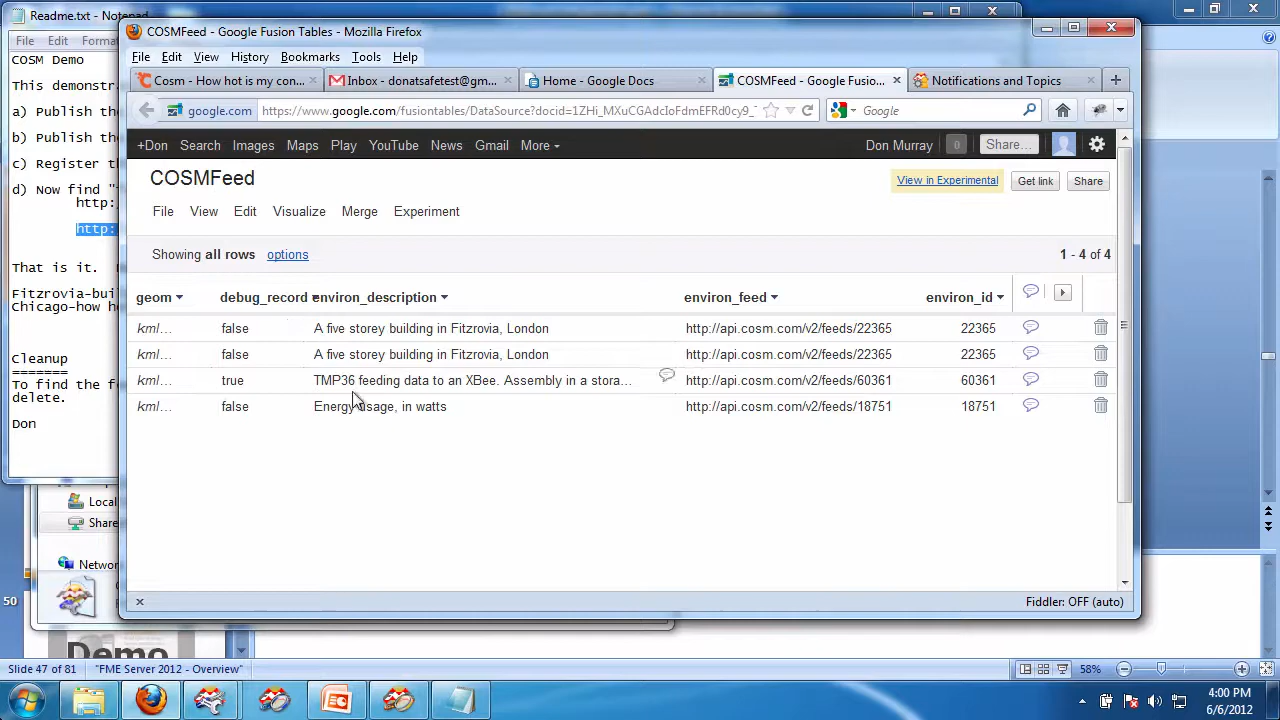 Readme.txt - Notepad
File Edit Forma
COSM Demo
This demonstr
a) Publish the
b) Publish the
c) Register th
d) Now find "
http:
http:
That is it.
Fitzrovia-bui
Chicago-how h
Cleanup
=======
To find the f
delete.
Don
COSMFeed - Google Fusion Tables - Mozilla Firefox
File Edit View History Bookmarks Tools Help
Cosm - How hot is my con...
Inbox - donatsafetest@gm...
Home - Google Docs
COSMFeed - Google Fusio...
Notifications and Topics
google.com https://www.google.com/fusiontables/DataSource?docid=1ZHi_MXuCGAdcIoFdmEFRd0cy9_ Google
+Don Search Images Maps Play YouTube News Gmail More Don Murray 0 Share...
COSMFeed
View in Experimental Get link Share
File View Edit Visualize Merge Experiment
Showing all rows options 1 - 4 of 4
geom debug_record environ_description environ_feed environ_id
kml... false A five storey building in Fitzrovia, London http://api.cosm.com/v2/feeds/22365 22365
kml... false A five storey building in Fitzrovia, London http://api.cosm.com/v2/feeds/22365 22365
kml... true TMP36 feeding data to an XBee. Assembly in a stora... http://api.cosm.com/v2/feeds/60361 60361
kml... false Energy usage, in watts http://api.cosm.com/v2/feeds/18751 18751
Fiddler: OFF (auto)
Local
Share
Networ
50
Demo
Slide 47 of 81 "FME Server 2012 - Overview" 58%
4:00 PM
6/6/2012